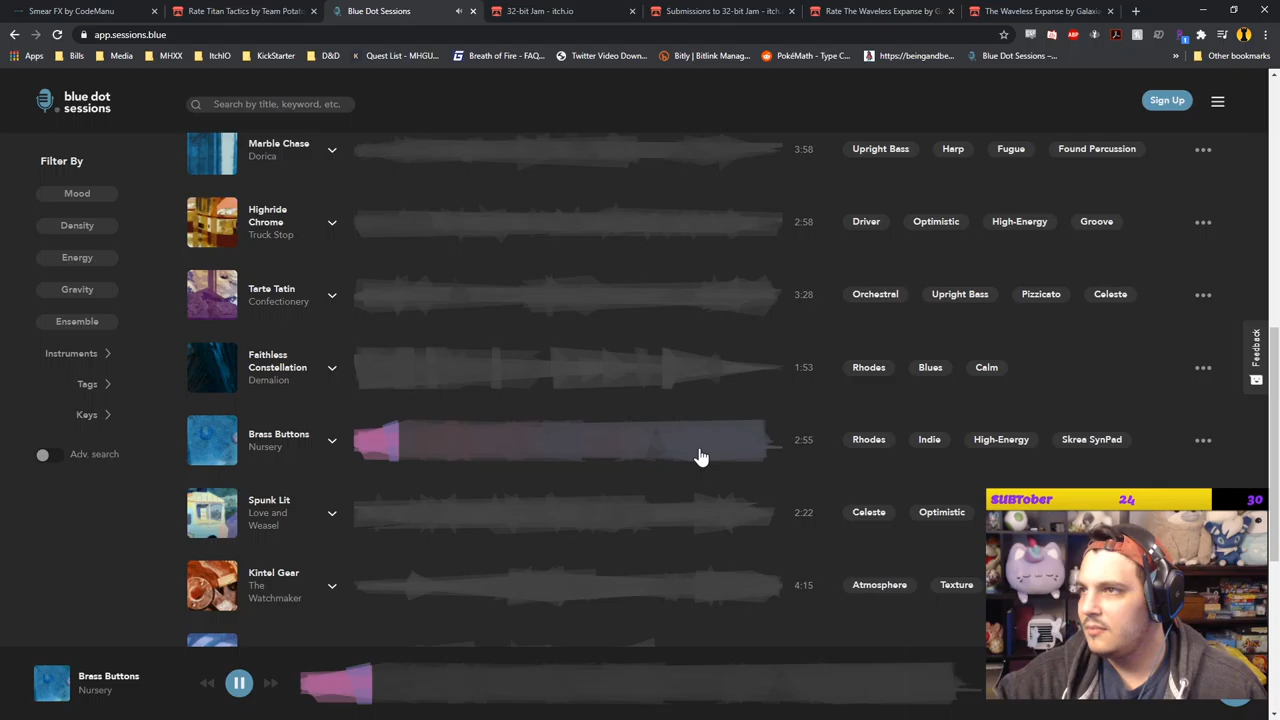 Smear FX by CodeManu
Rate Titan Tactics by Team Potato
Blue Dot Sessions
32-bit Jam - itch.io
Submissions to 32-bit Jam - itch.
Rate The Waveless Expanse by G
The Waveless Expanse by Galaxi
app.sessions.blue
Apps
Bills
Media
MHXX
ItchIO
KickStarter
D&D
Quest List - MHGU...
Breath of Fire - FAQ...
Twitter Video Down...
Bitly | Bitlink Manag...
PokéMath - Type C...
https://beingandbe...
Blue Dot Sessions –...
»
Other bookmarks
blue dot
sessions
Search by title, keyword, etc.
Sign Up
Filter By
Mood
Density
Energy
Gravity
Ensemble
Instruments
Tags
Keys
Adv. search
Marble Chase
Dorica
3:58
Upright Bass
Harp
Fugue
Found Percussion
Highride
Chrome
Truck Stop
2:58
Driver
Optimistic
High-Energy
Groove
Tarte Tatin
Confectionery
3:28
Orchestral
Upright Bass
Pizzicato
Celeste
Faithless
Constellation
Demalion
1:53
Rhodes
Blues
Calm
Brass Buttons
Nursery
2:55
Rhodes
Indie
High-Energy
Skrea SynPad
Spunk Lit
Love and
Weasel
2:22
Celeste
Optimistic
Kintel Gear
The
Watchmaker
4:15
Atmosphere
Texture
Feedback
SUBTober 24 30
Brass Buttons
Nursery